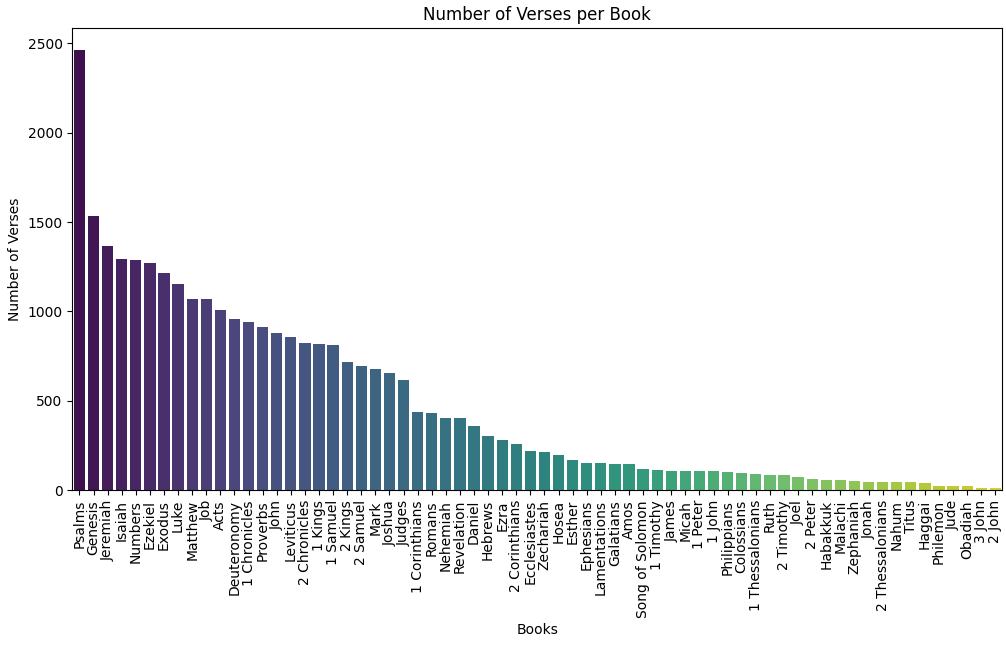 Number of Verses per Book
2500
2000
1500
1000
500
0
Number of Verses
Psalms
Genesis
Jeremiah
Isaiah
Numbers
Ezekiel
Exodus
Luke
Matthew
Job
Acts
Deuteronomy
1 Chronicles
Proverbs
John
Leviticus
2 Chronicles
1 Kings
1 Samuel
2 Kings
2 Samuel
Mark
Joshua
Judges
1 Corinthians
Romans
Nehemiah
Revelation
Daniel
Hebrews
Ezra
2 Corinthians
Ecclesiastes
Zechariah
Hosea
Esther
Ephesians
Lamentations
Galatians
Amos
Song of Solomon
1 Timothy
James
Micah
1 Peter
1 John
Philippians
Colossians
1 Thessalonians
Ruth
2 Timothy
Joel
2 Peter
Habakkuk
Malachi
Zephaniah
Jonah
2 Thessalonians
Nahum
Titus
Haggai
Philemon
Jude
Obadiah
3 John
2 John
Books